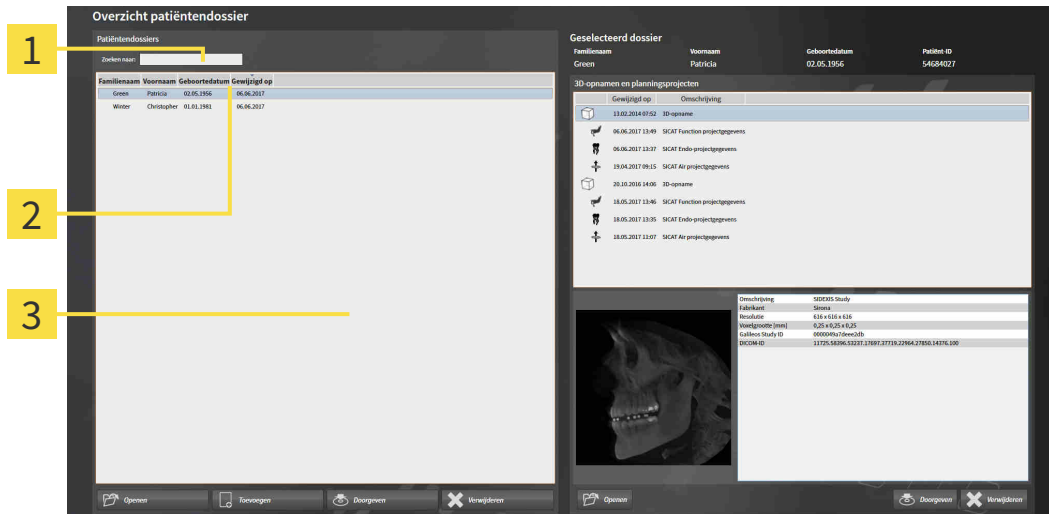 Overzicht patiëntendossier
1
2
3
Patiëntendossiers
Zoeken naar:
Familienaam Voornaam Geboortedatum Gewijzigd op
Green Patricia 02.05.1956 06.06.2017
Winter Christopher 01.01.1981 06.06.2017
Openen Toevoegen Doorgeven Verwijderen
Geselecteerd dossier
Familienaam Voornaam Geboortedatum Patiënt-ID
Green Patricia 02.05.1956 54684027
3D-opnamen en planningsprojecten
Gewijzigd op Omschrijving
13.02.2014 07:52 3D-opname
06.06.2017 13:49 SICAT Function projectgegevens
06.06.2017 13:37 SICAT Endo-projectgegevens
19.04.2017 09:15 SICAT Air projectgegevens
20.10.2016 14:06 3D-opname
18.05.2017 13:46 SICAT Function projectgegevens
18.05.2017 13:35 SICAT Endo-projectgegevens
18.05.2017 11:07 SICAT Air projectgegevens
Omschrijving SIDEXIS Study
Fabrikant Sirona
Resolutie 616 x 616 x 616
Voxelgrootte [mm] 0,25 x 0,25 x 0,25
Galileos Study ID 0000049a7deee2db
DICOM-ID 11725.58396.53237.17697.37719.22964.27850.14376.100
Openen Doorgeven Verwijderen